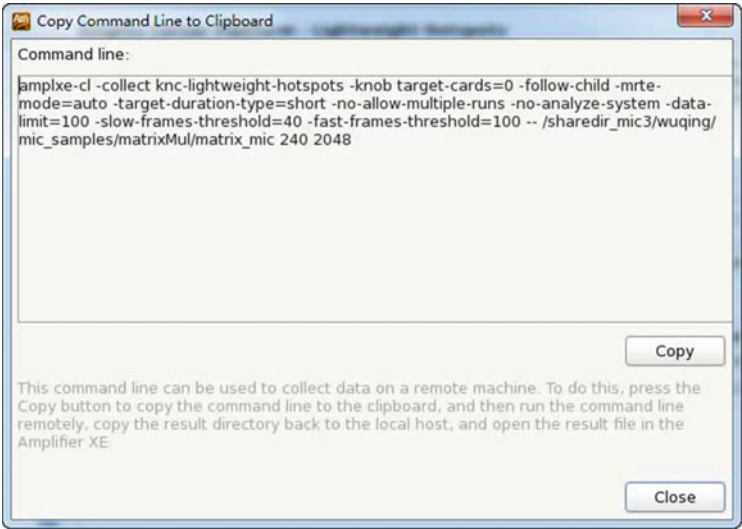 Copy Command Line to Clipboard
Command line:
amplxe-cl -collect knc-lightweight-hotspots -knob target-cards=0 -follow-child -mrte-
mode=auto -target-duration-type=short -no-allow-multiple-runs -no-analyze-system -data-
limit=100 -slow-frames-threshold=40 -fast-frames-threshold=100 -- /sharedir_mic3/wuqing/
mic_samples/matrixMul/matrix_mic 240 2048
Copy
This command line can be used to collect data on a remote machine. To do this, press the
Copy button to copy the command line to the clipboard, and then run the command line
remotely, copy the result directory back to the local host, and open the result file in the
Amplifier XE
Close